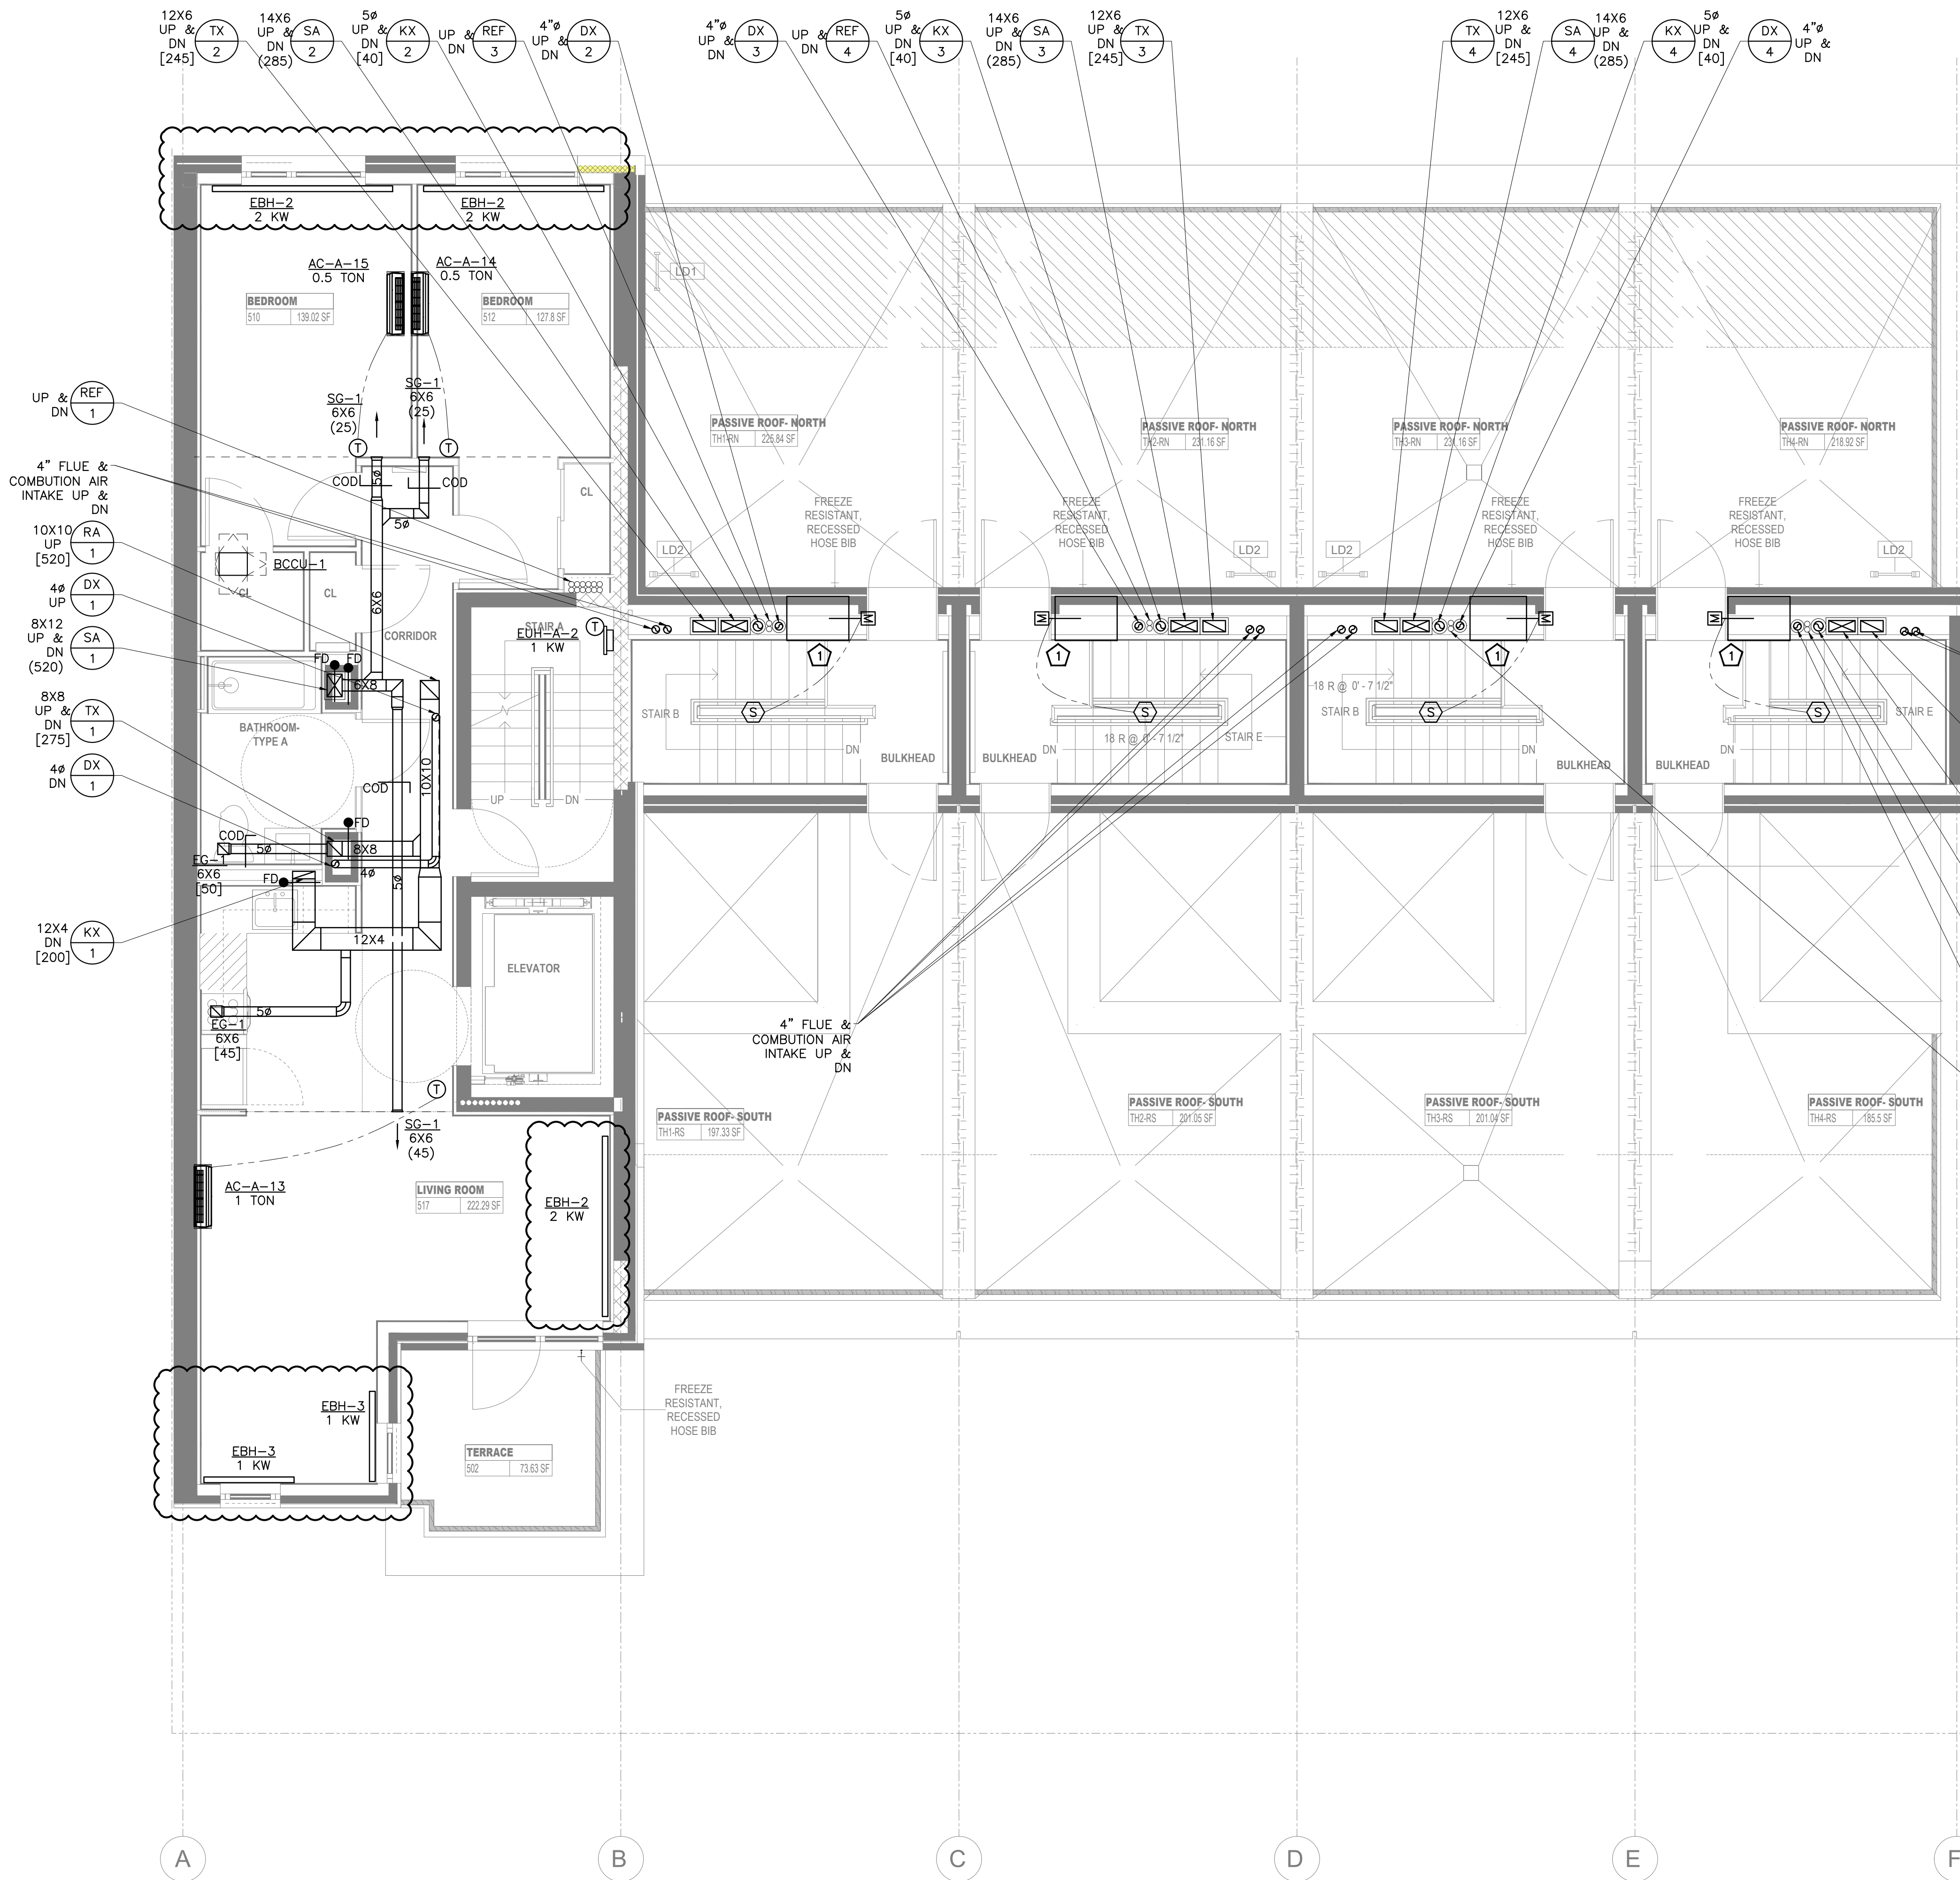 12X6
UP &
DN
[245]
TX
2
14X6
UP &
DN
(285)
SA
2
5ø
UP &
DN
[40]
KX
2
UP &
DN
REF
3
4"ø
UP &
DN
DX
2
4"ø
UP &
DN
DX
3
UP &
DN
REF
4
5ø
UP &
DN
[40]
KX
3
14X6
UP &
DN
(285)
SA
3
12X6
UP &
DN
[245]
TX
3
TX
4
12X6
UP &
DN
[245]
SA
4
14X6
UP &
DN
(285)
KX
4
5ø
UP &
DN
[40]
DX
4
4"ø
UP &
DN
EBH-2
2 KW
EBH-2
2 KW
AC-A-15
0.5 TON
AC-A-14
0.5 TON
BEDROOM
510 139.02 SF
BEDROOM
512 127.8 SF
LD1
UP &
DN
REF
1
SG-1
6X6
(25)
SG-1
6X6
(25)
T
T
PASSIVE ROOF- NORTH
TH1-RN 225.84 SF
PASSIVE ROOF- NORTH
TH2-RN 231.16 SF
PASSIVE ROOF- NORTH
TH3-RN 231.16 SF
PASSIVE ROOF- NORTH
TH4-RN 218.92 SF
4" FLUE &
COMBUTION AIR
INTAKE UP &
DN
COD
5ø
COD
5ø
CL
FREEZE
RESISTANT,
RECESSED
HOSE BIB
FREEZE
RESISTANT,
RECESSED
HOSE BIB
FREEZE
RESISTANT,
RECESSED
HOSE BIB
FREEZE
RESISTANT,
RECESSED
HOSE BIB
LD2
LD2
LD2
LD2
10X10
UP
[520]
RA
1
BCCU-1
CL
CL
6X6
4ø
UP
DX
1
8X12
UP &
DN
(520)
SA
1
CORRIDOR
STAIR A
EUH-A-2
1 KW
T
M
M
M
M
1
1
1
1
FD
FD
6X8
8X8
UP &
DN
[275]
TX
1
BATHROOM-
TYPE A
STAIR B
S
DN
BULKHEAD
BULKHEAD
DN
S
18 R @ 0' - 7 1/2"
STAIR E
18 R @ 0' - 7 1/2"
STAIR B
S
DN
BULKHEAD
BULKHEAD
DN
S
STAIR E
4ø
DN
DX
1
COD
10X10
UP
DN
FD
COD
5ø
8X8
4ø
5ø
EG-1
6X6
[50]
FD
12X4
DN
[200]
KX
1
12X4
ELEVATOR
5ø
EG-1
6X6
[45]
4" FLUE &
COMBUTION AIR
INTAKE UP &
DN
T
SG-1
6X6
(45)
PASSIVE ROOF- SOUTH
TH1-RS 197.33 SF
PASSIVE ROOF- SOUTH
TH2-RS 201.05 SF
PASSIVE ROOF- SOUTH
TH3-RS 201.04 SF
PASSIVE ROOF- SOUTH
TH4-RS 185.5 SF
AC-A-13
1 TON
LIVING ROOM
517 222.29 SF
EBH-2
2 KW
EBH-3
1 KW
EBH-3
1 KW
TERRACE
502 73.63 SF
FREEZE
RESISTANT,
RECESSED
HOSE BIB
A
B
C
D
E
F